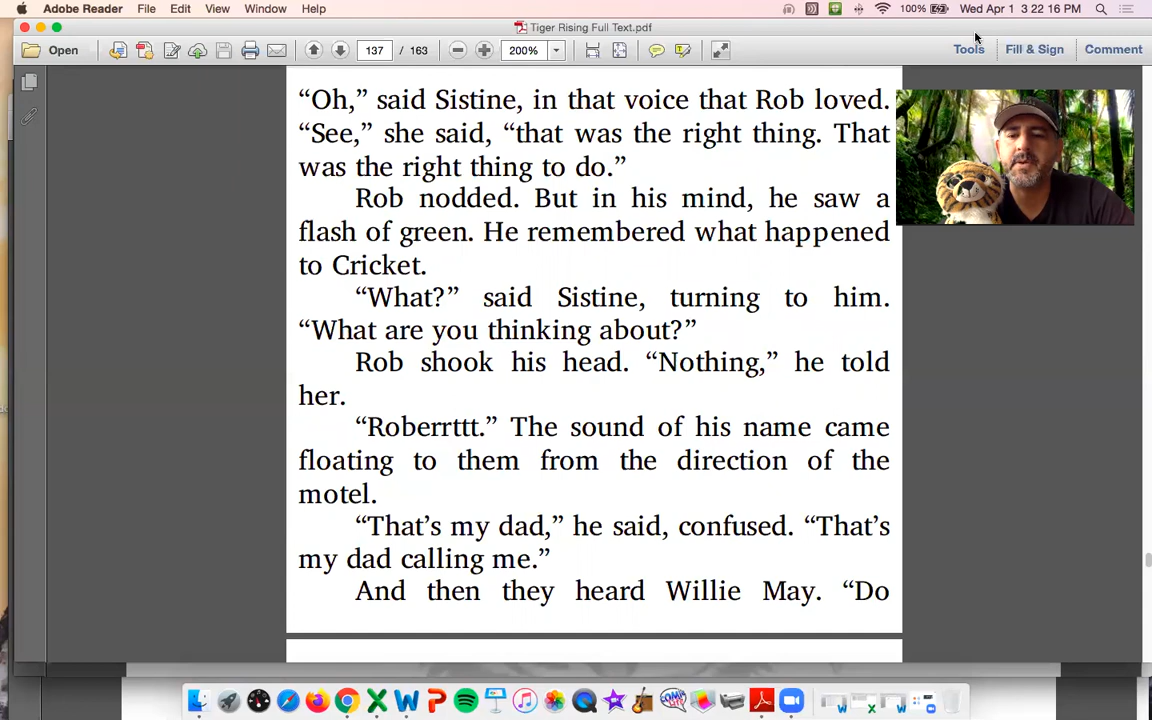 Adobe Reader File Edit View Window Help 100% Wed Apr 1 3 22 16 PM
Tiger Rising Full Text.pdf
Open 137 / 163 200% Tools Fill & Sign Comment
“Oh,” said Sistine, in that voice that Rob loved.
“See,” she said, “that was the right thing. That
was the right thing to do.”
Rob nodded. But in his mind, he saw a
flash of green. He remembered what happened
to Cricket.
“What?” said Sistine, turning to him.
“What are you thinking about?”
Rob shook his head. “Nothing,” he told
her.
“Roberrttt.” The sound of his name came
floating to them from the direction of the
motel.
“That’s my dad,” he said, confused. “That’s
my dad calling me.”
And then they heard Willie May. “Do